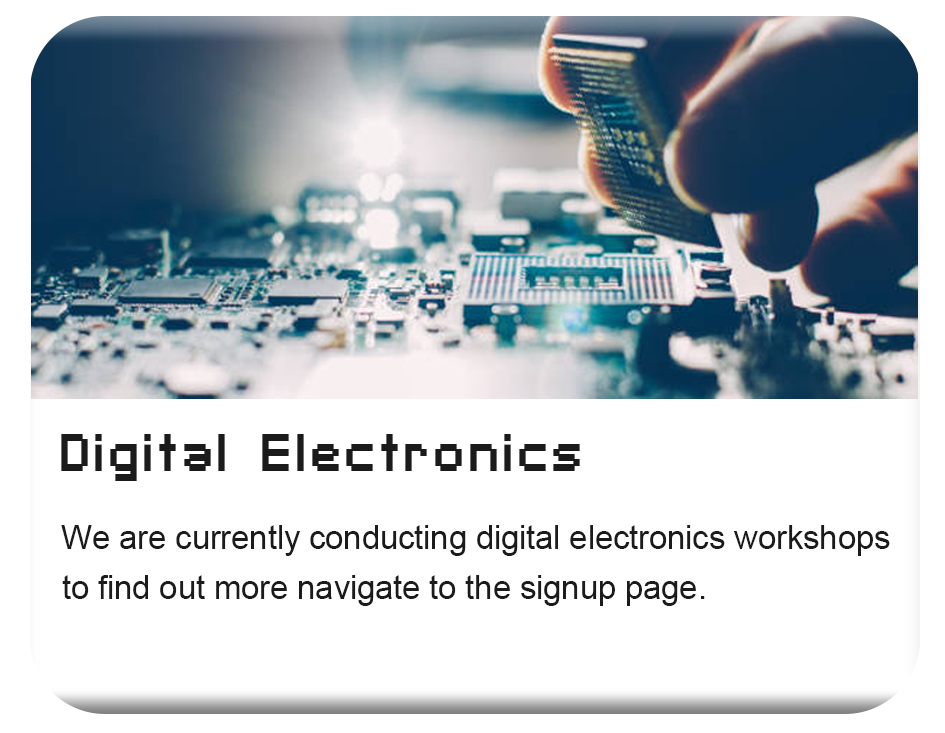 Digital Electronics
We are currently conducting digital electronics workshops
to find out more navigate to the signup page.